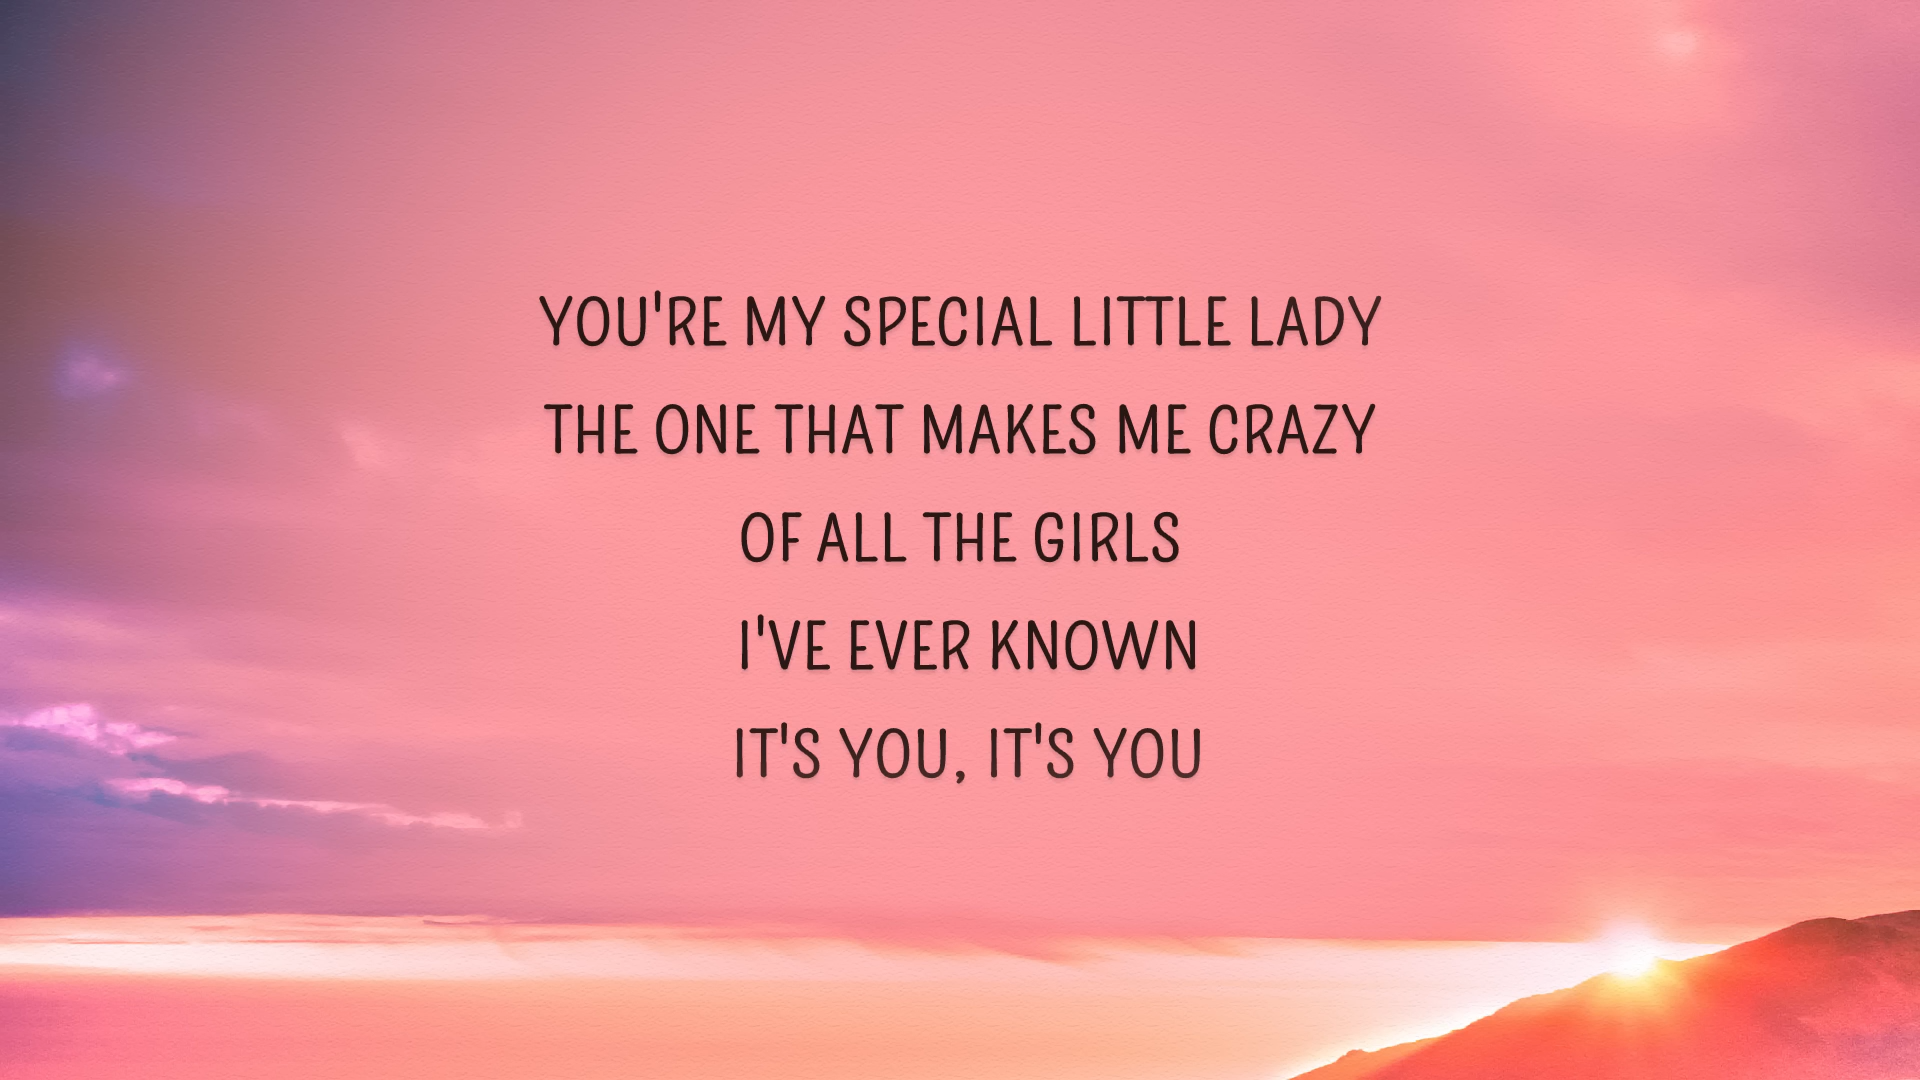 YOU'RE MY SPECIAL LITTLE LADY
THE ONE THAT MAKES ME CRAZY
OF ALL THE GIRLS
I'VE EVER KNOWN
IT'S YOU, IT'S YOU